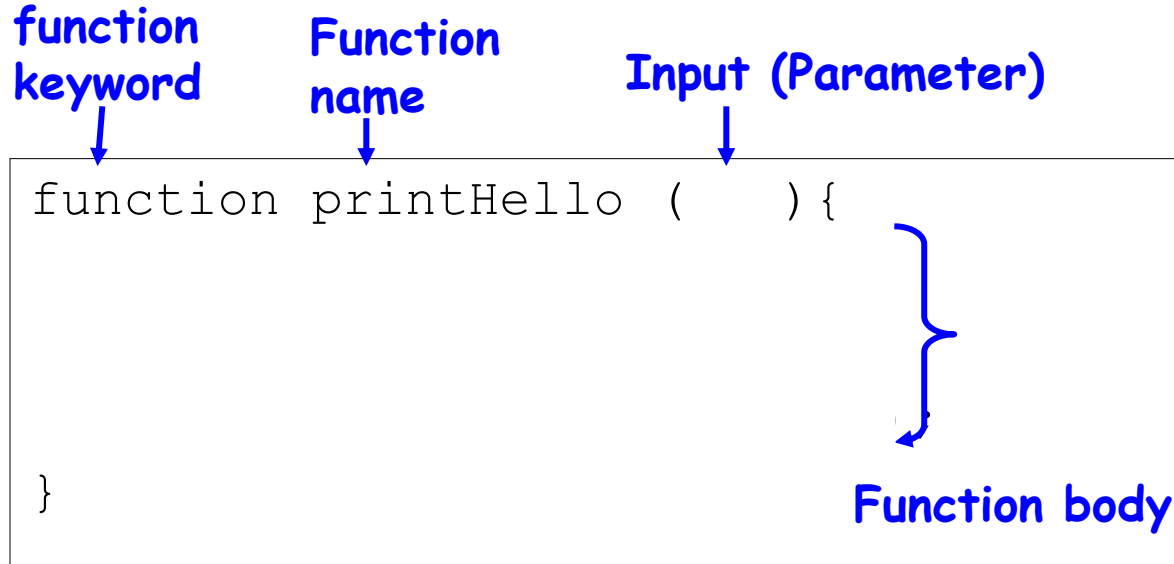 function
keyword
Function
name
Input (Parameter)
function printHello (   ){
}
Function body